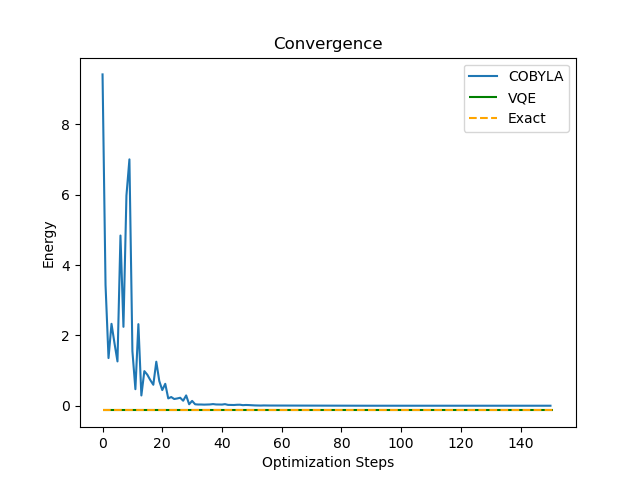 Convergence
COBYLA
VQE
Exact
8
6
4
2
0
Energy
0 20 40 60 80 100 120 140
Optimization Steps